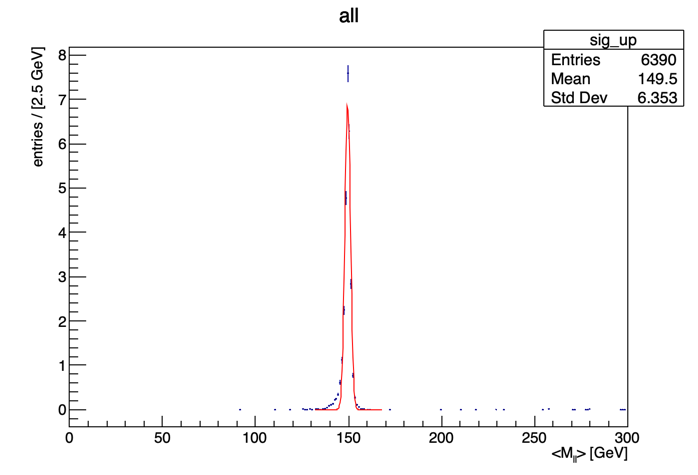 all
sig_up
Entries 6390
Mean 149.5
Std Dev 6.353
entries / [2.5 GeV]
8
7
6
5
4
3
2
1
0
0 50 100 150 200 250 300
<M_ll> [GeV]